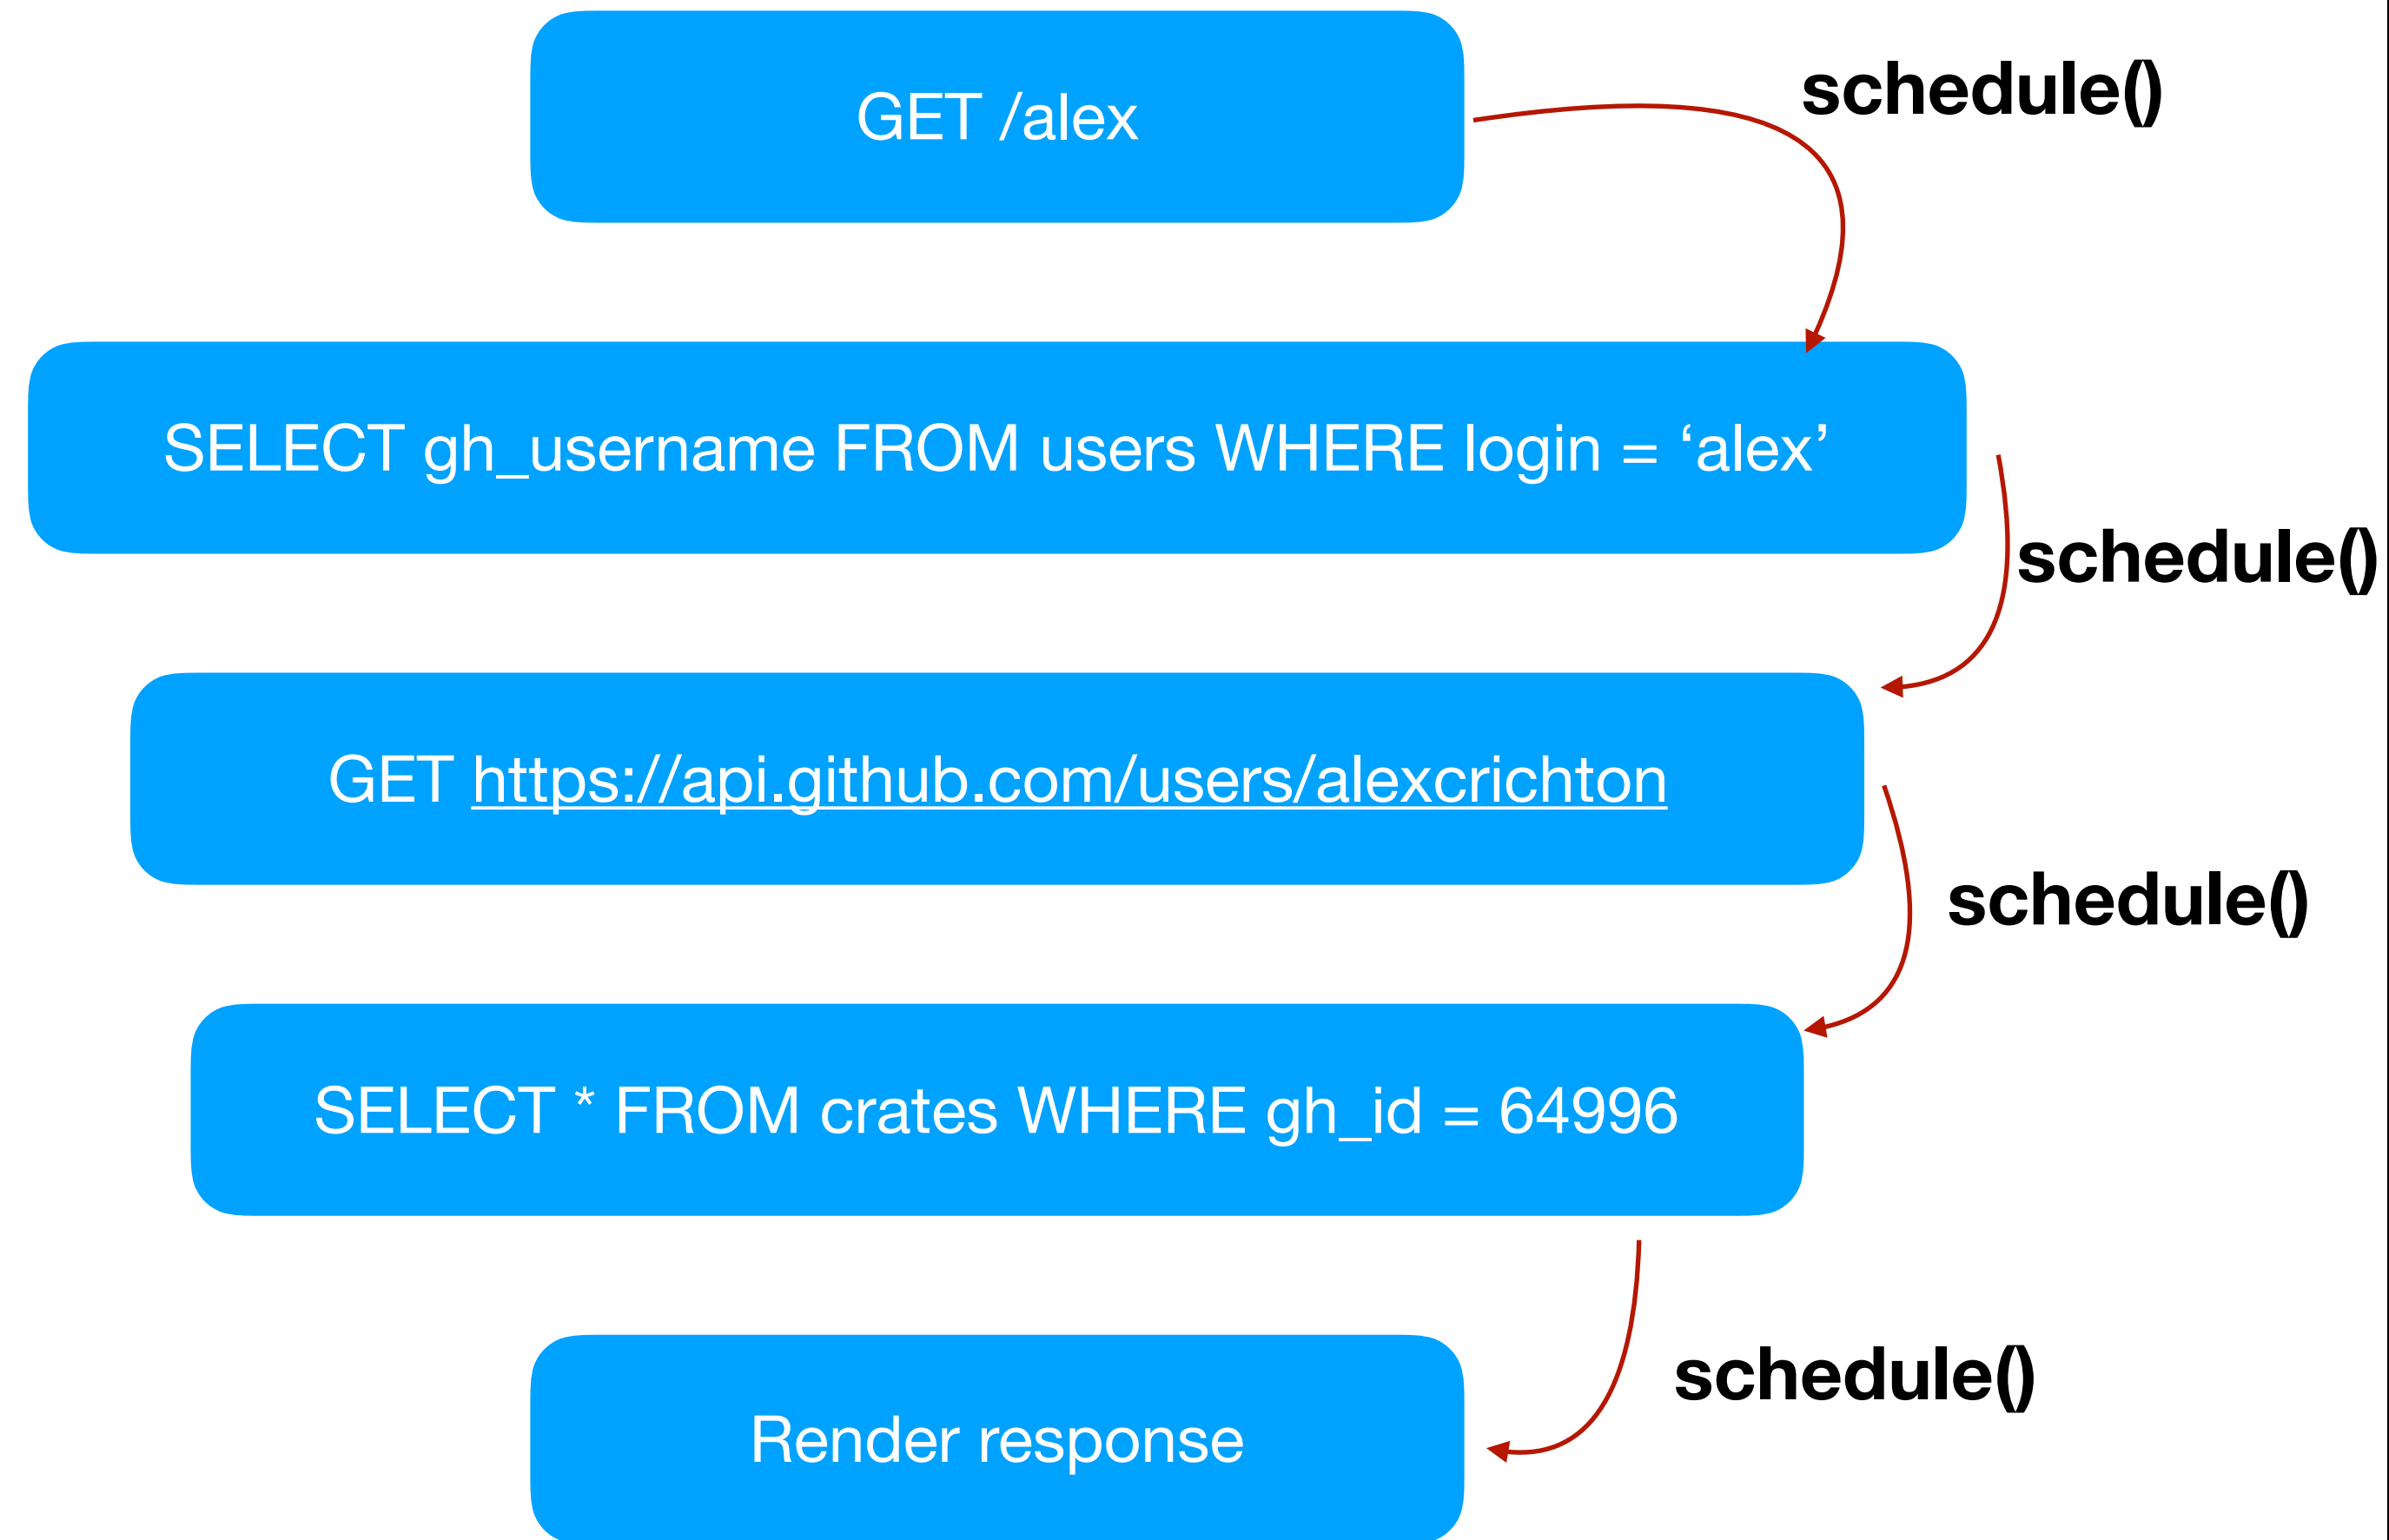 GET /alex
schedule()
SELECT gh_username FROM users WHERE login = ‘alex’
schedule()
GET https://api.github.com/users/alexcrichton
schedule()
SELECT * FROM crates WHERE gh_id = 64996
schedule()
Render response